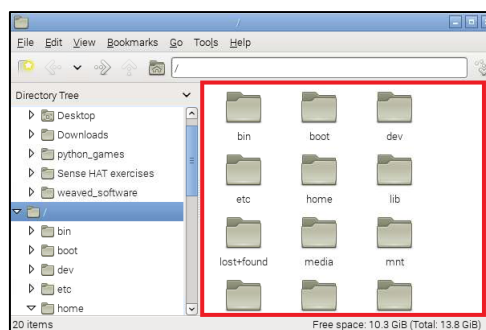 /
File Edit View Bookmarks Go Tools Help
/
Directory Tree
Desktop
Downloads
python_games
Sense HAT exercises
weaved_software
/
bin
boot
dev
etc
home
bin boot dev
etc home lib
lost+found media mnt
20 items Free space: 10.3 GiB (Total: 13.8 GiB)